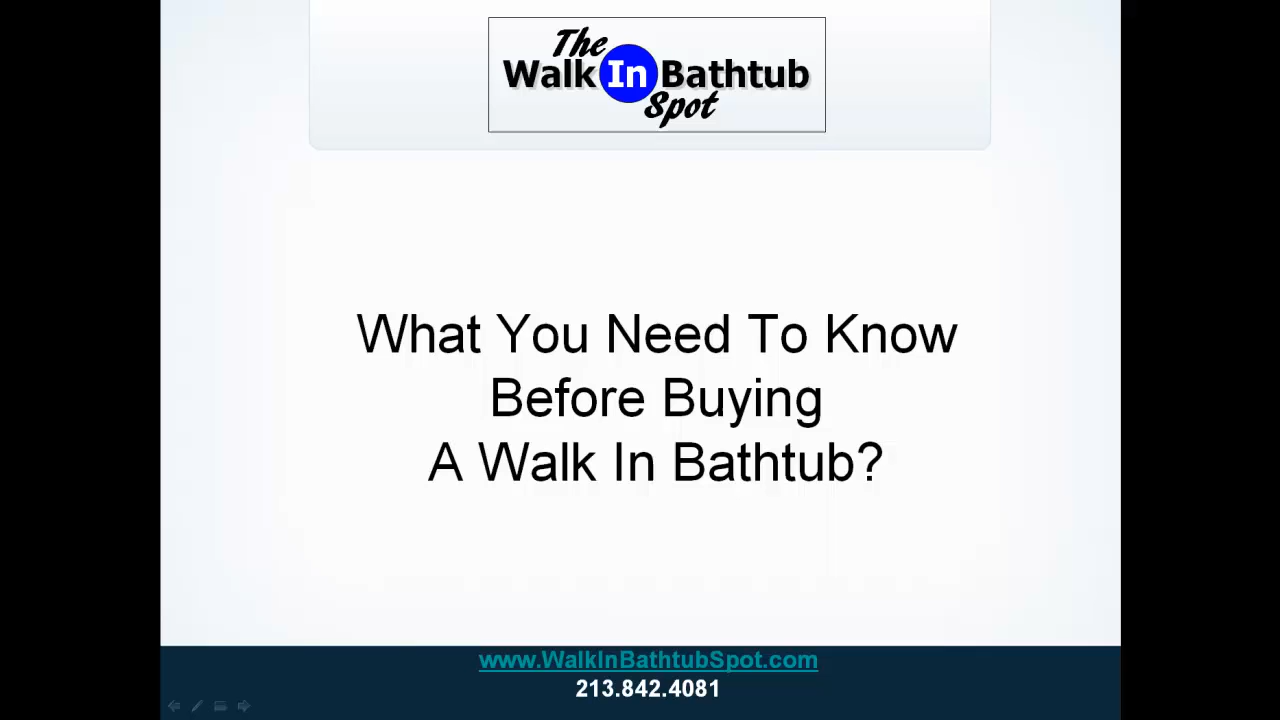 The
Walk In Bathtub
Spot
What You Need To Know
Before Buying
A Walk In Bathtub?
www.WalkInBathtubSpot.com
213.842.4081